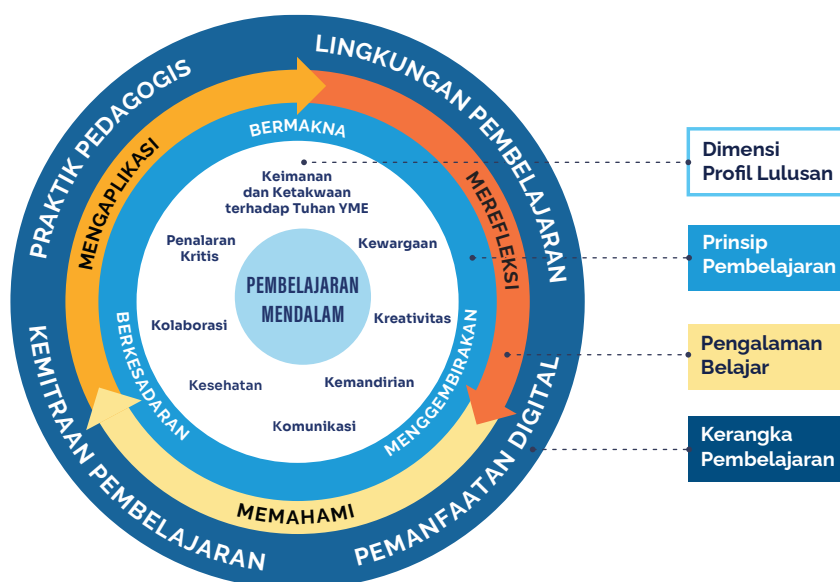 PRAKTIK PEDAGOGIS
LINGKUNGAN PEMBELAJARAN
KEMITRAAN PEMBELAJARAN
PEMANFAATAN DIGITAL
MENGAPLIKASI
MEREFLEKSI
MEMAHAMI
BERMAKNA
BERKESADARAN
MENGGEMBIRAKAN
Keimanan
dan Ketakwaan
terhadap Tuhan YME
Penalaran
Kritis
Kewargaan
Kolaborasi
Kreativitas
Kesehatan
Kemandirian
Komunikasi
PEMBELAJARAN
MENDALAM
Dimensi
Profil Lulusan
Prinsip
Pembelajaran
Pengalaman
Belajar
Kerangka
Pembelajaran